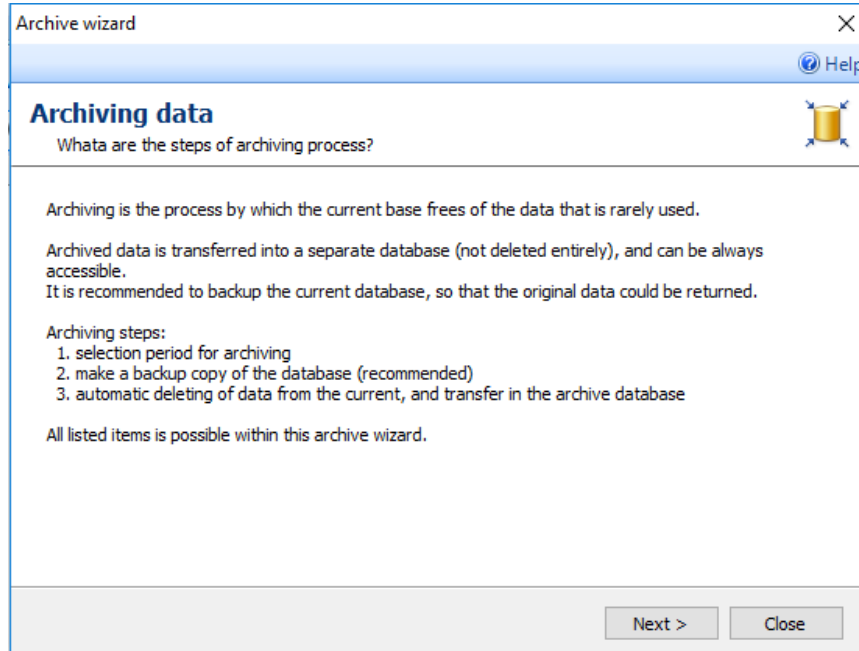 Archive wizard
Help
Archiving data
Whata are the steps of archiving process?
Archiving is the process by which the current base frees of the data that is rarely used.
Archived data is transferred into a separate database (not deleted entirely), and can be always
accessible.
It is recommended to backup the current database, so that the original data could be returned.
Archiving steps:
1. selection period for archiving
2. make a backup copy of the database (recommended)
3. automatic deleting of data from the current, and transfer in the archive database
All listed items is possible within this archive wizard.
Next >
Close